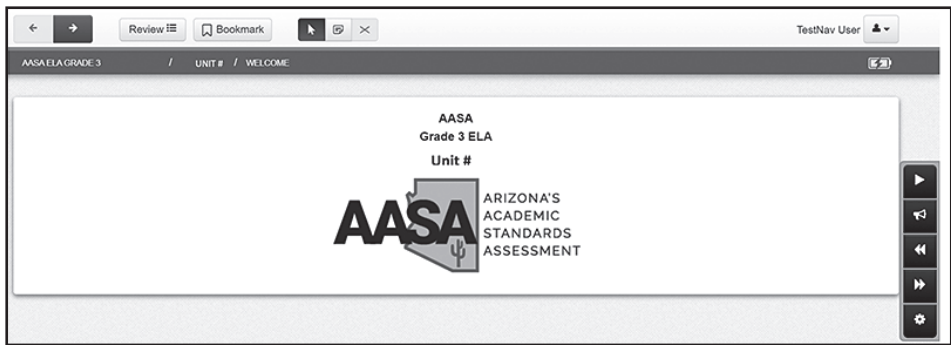 Review Bookmark TestNav User
AASA ELA GRADE 3 / UNIT # / WELCOME
AASA
Grade 3 ELA
Unit #
AASA
ARIZONA'S
ACADEMIC
STANDARDS
ASSESSMENT